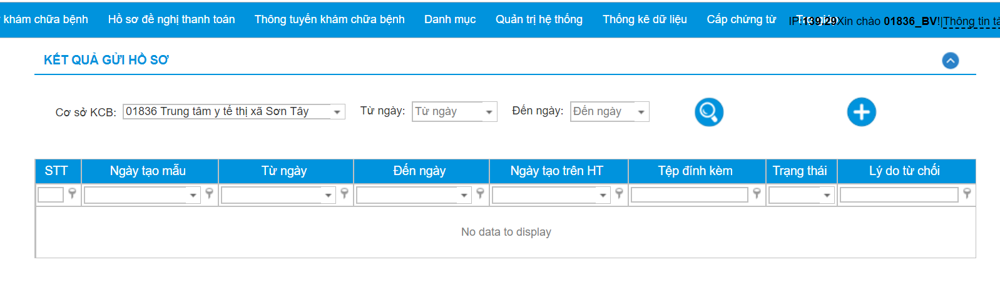 khám chữa bệnh Hồ sơ đề nghị thanh toán Thông tuyến khám chữa bệnh Danh mục Quản trị hệ thống Thống kê dữ liệu Cấp chứng từ IP:139.29Xin chào 01836_BV!|Thông tin tà
KẾT QUẢ GỬI HỒ SƠ
Cơ sở KCB: 01836 Trung tâm y tế thị xã Sơn Tây Từ ngày: Từ ngày Đến ngày: Đến ngày
STT Ngày tạo mẫu Từ ngày Đến ngày Ngày tạo trên HT Tệp đính kèm Trạng thái Lý do từ chối
No data to display